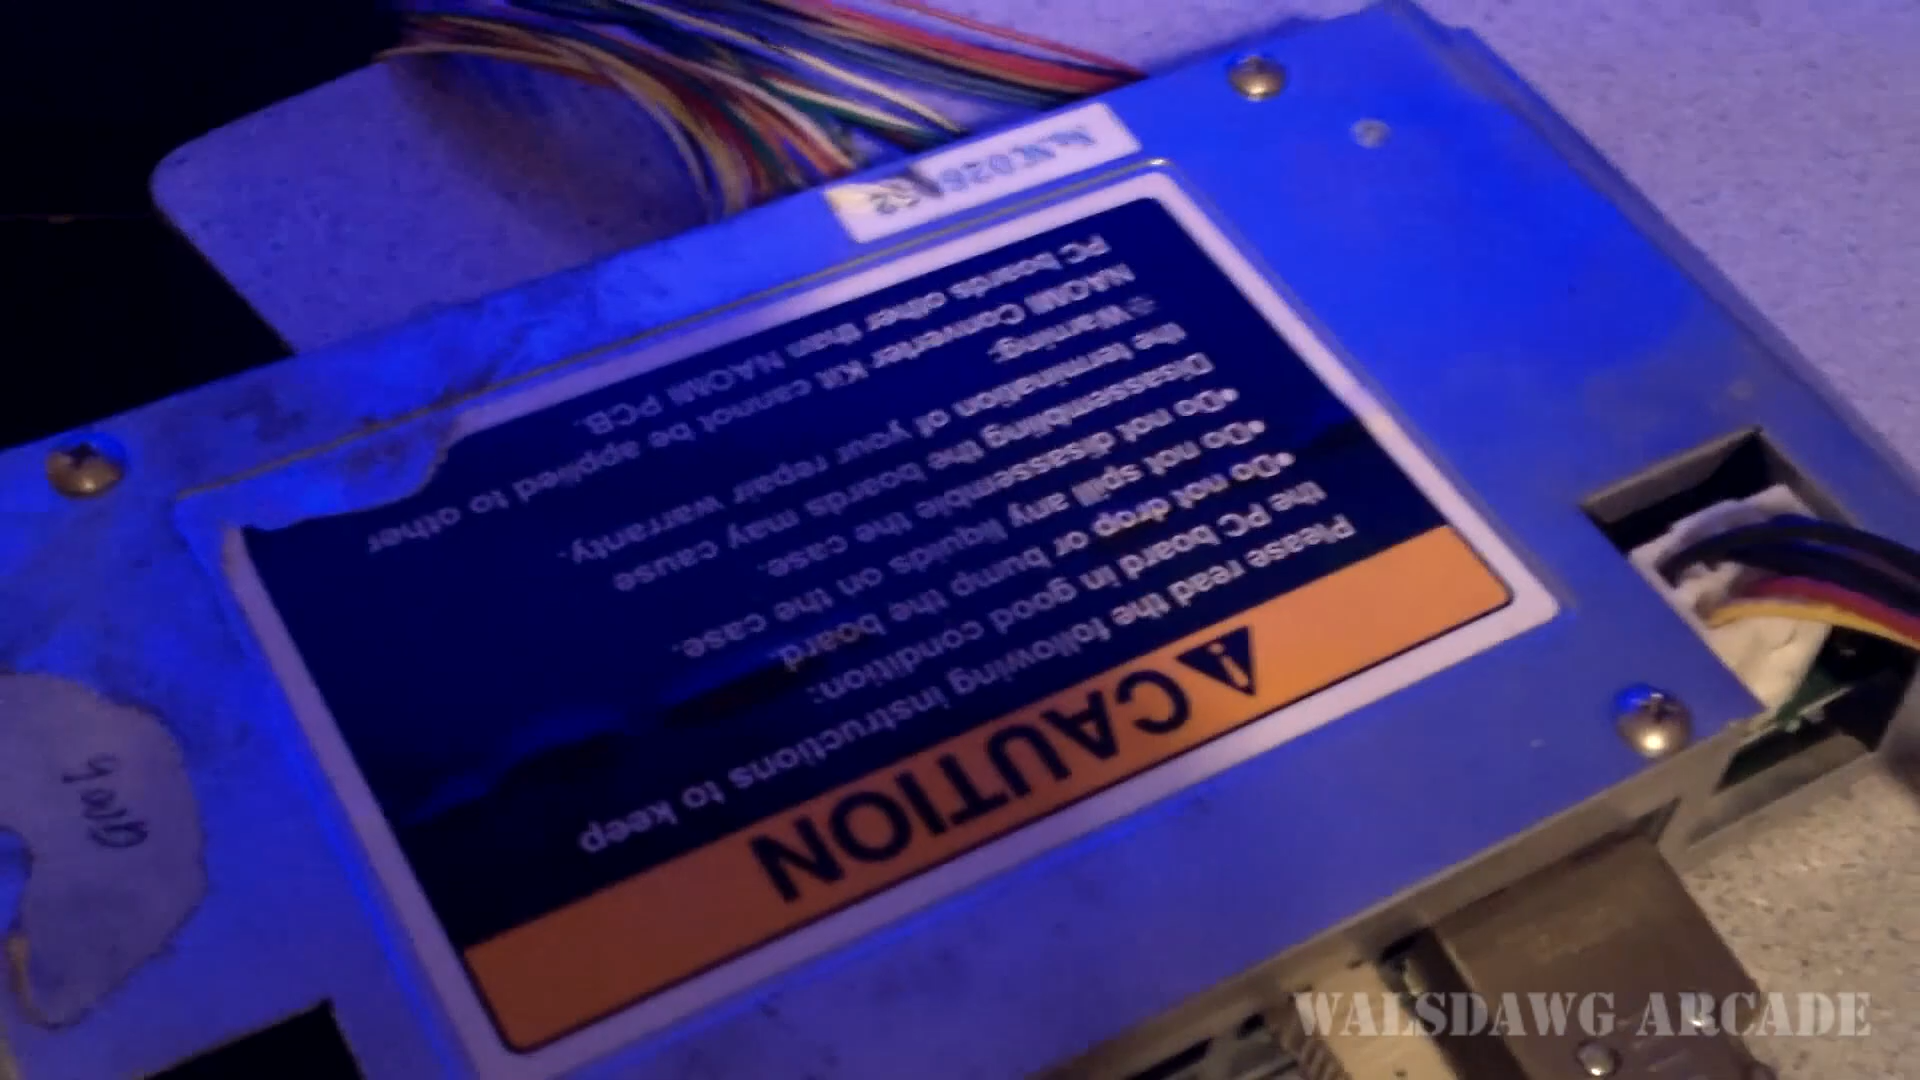 CAUTION
Please read the following instructions to keep
the PC board in good condition:
•Do not drop or bump the board.
•Do not spill any liquids on the case.
•Do not disassemble the case.
Disassembling the boards may cause
the termination of your repair warranty.
※Warning:
NAOMI Converter Kit cannot be applied to other
PC boards other than NAOMI PCB.
WALSDAWG ARCADE